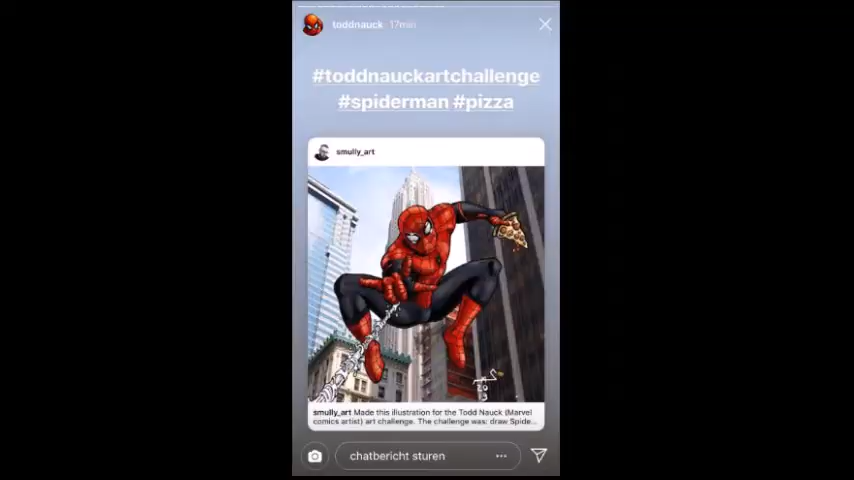 toddnauck 17min
#toddnauckartchallenge
#spiderman #pizza
smully_art
smully_art Made this illustration for the Todd Nauck (Marvel
comics artist) art challenge. The challenge was: draw Spide...
chatbericht sturen